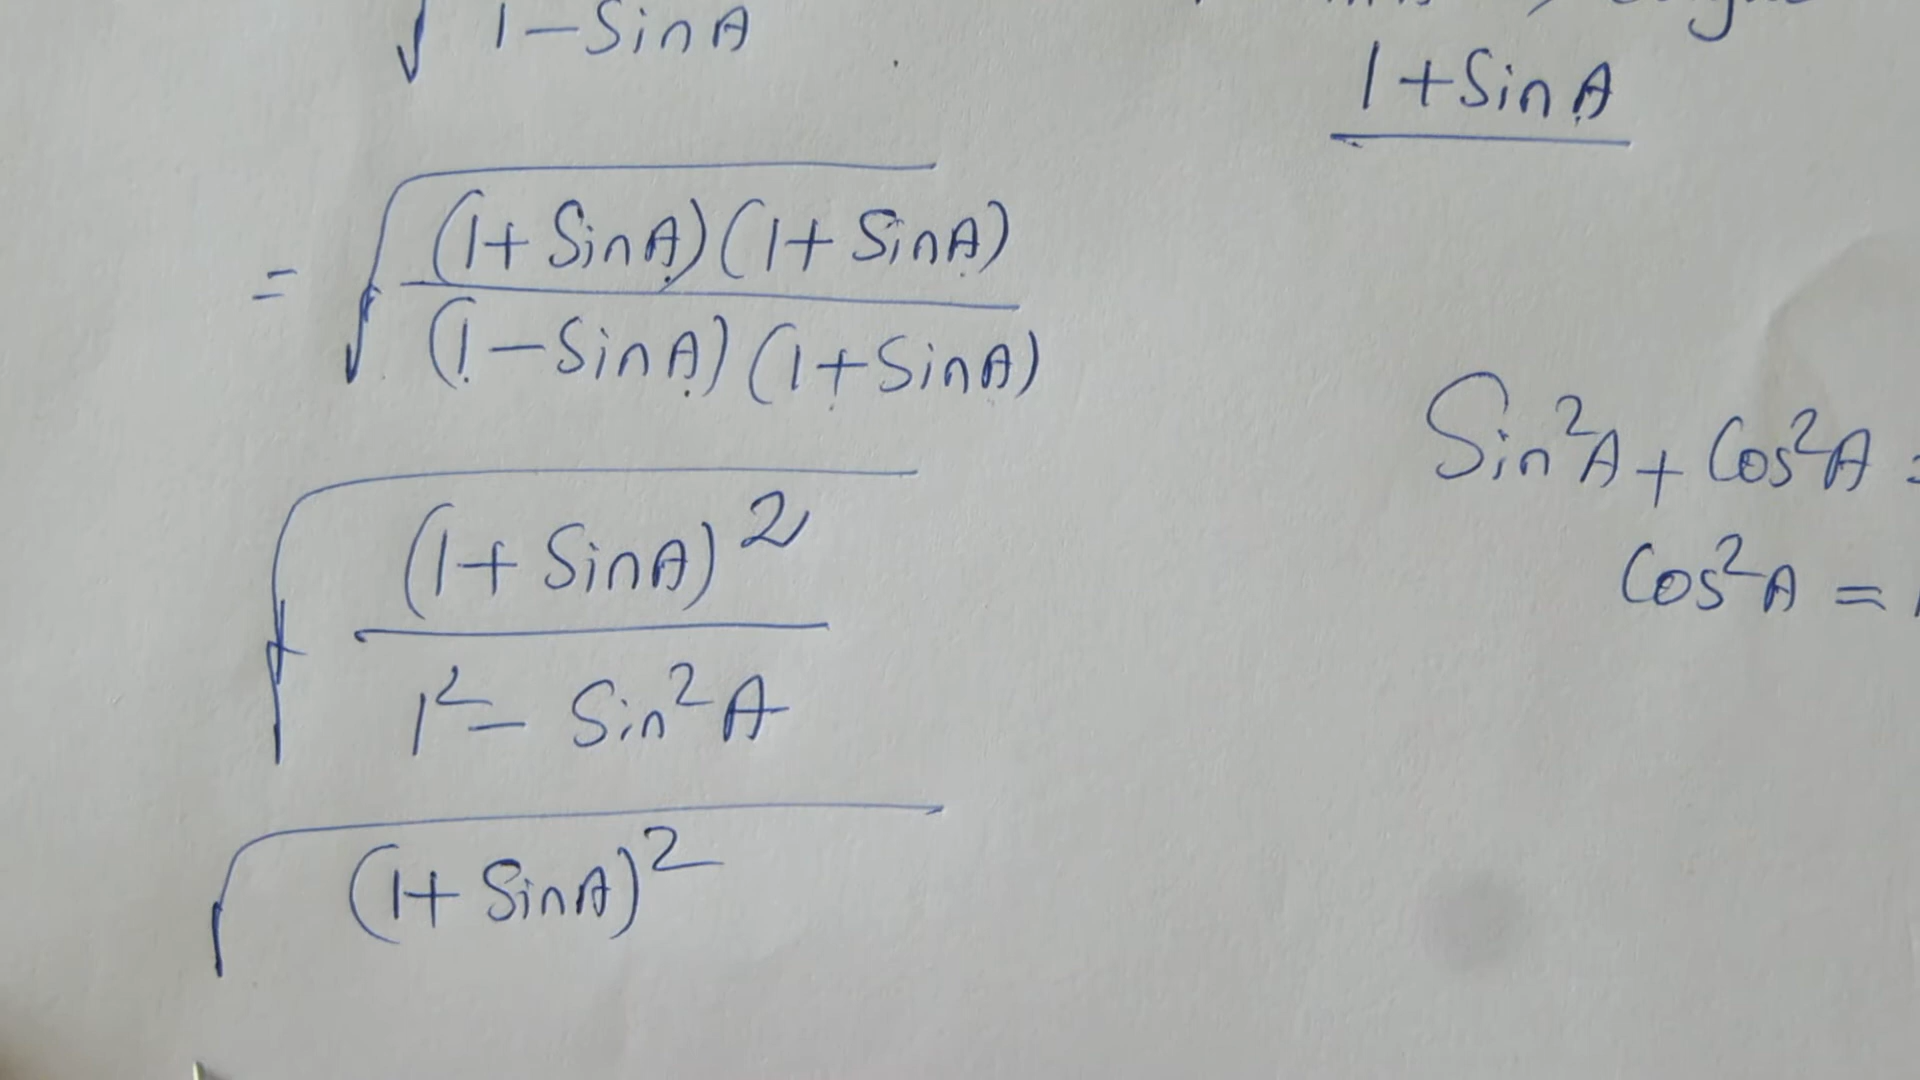 √ 1-SinA
1+SinA
= √ (1+ SinA) (1+ SinA)
(1-SinA) (1+SinA)
Sin²A + Cos²A =
√ (1+ SinA)²
Cos²A =
1² - Sin²A
√ (1+ SinA)²